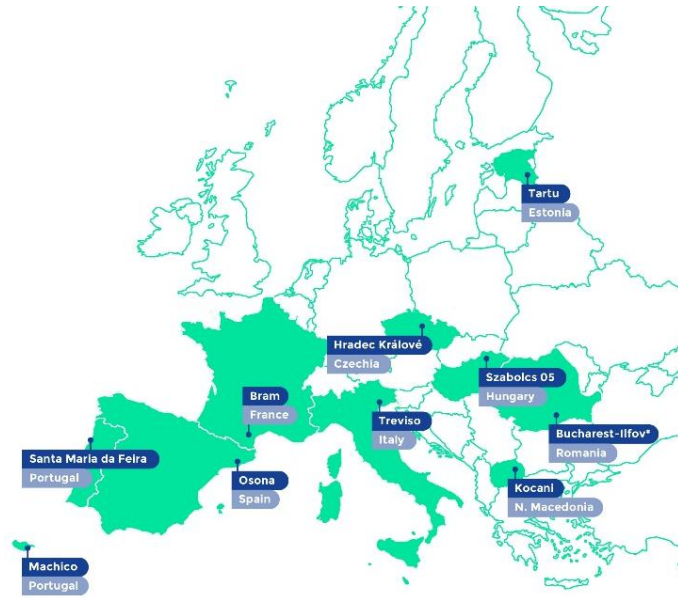 Tartu
Estonia
Hradec Králové
Czechia
Szabolcs 05
Hungary
Bram
France
Treviso
Italy
Bucharest-Ilfov*
Romania
Santa Maria da Feira
Portugal
Osona
Spain
Kocani
N. Macedonia
Machico
Portugal